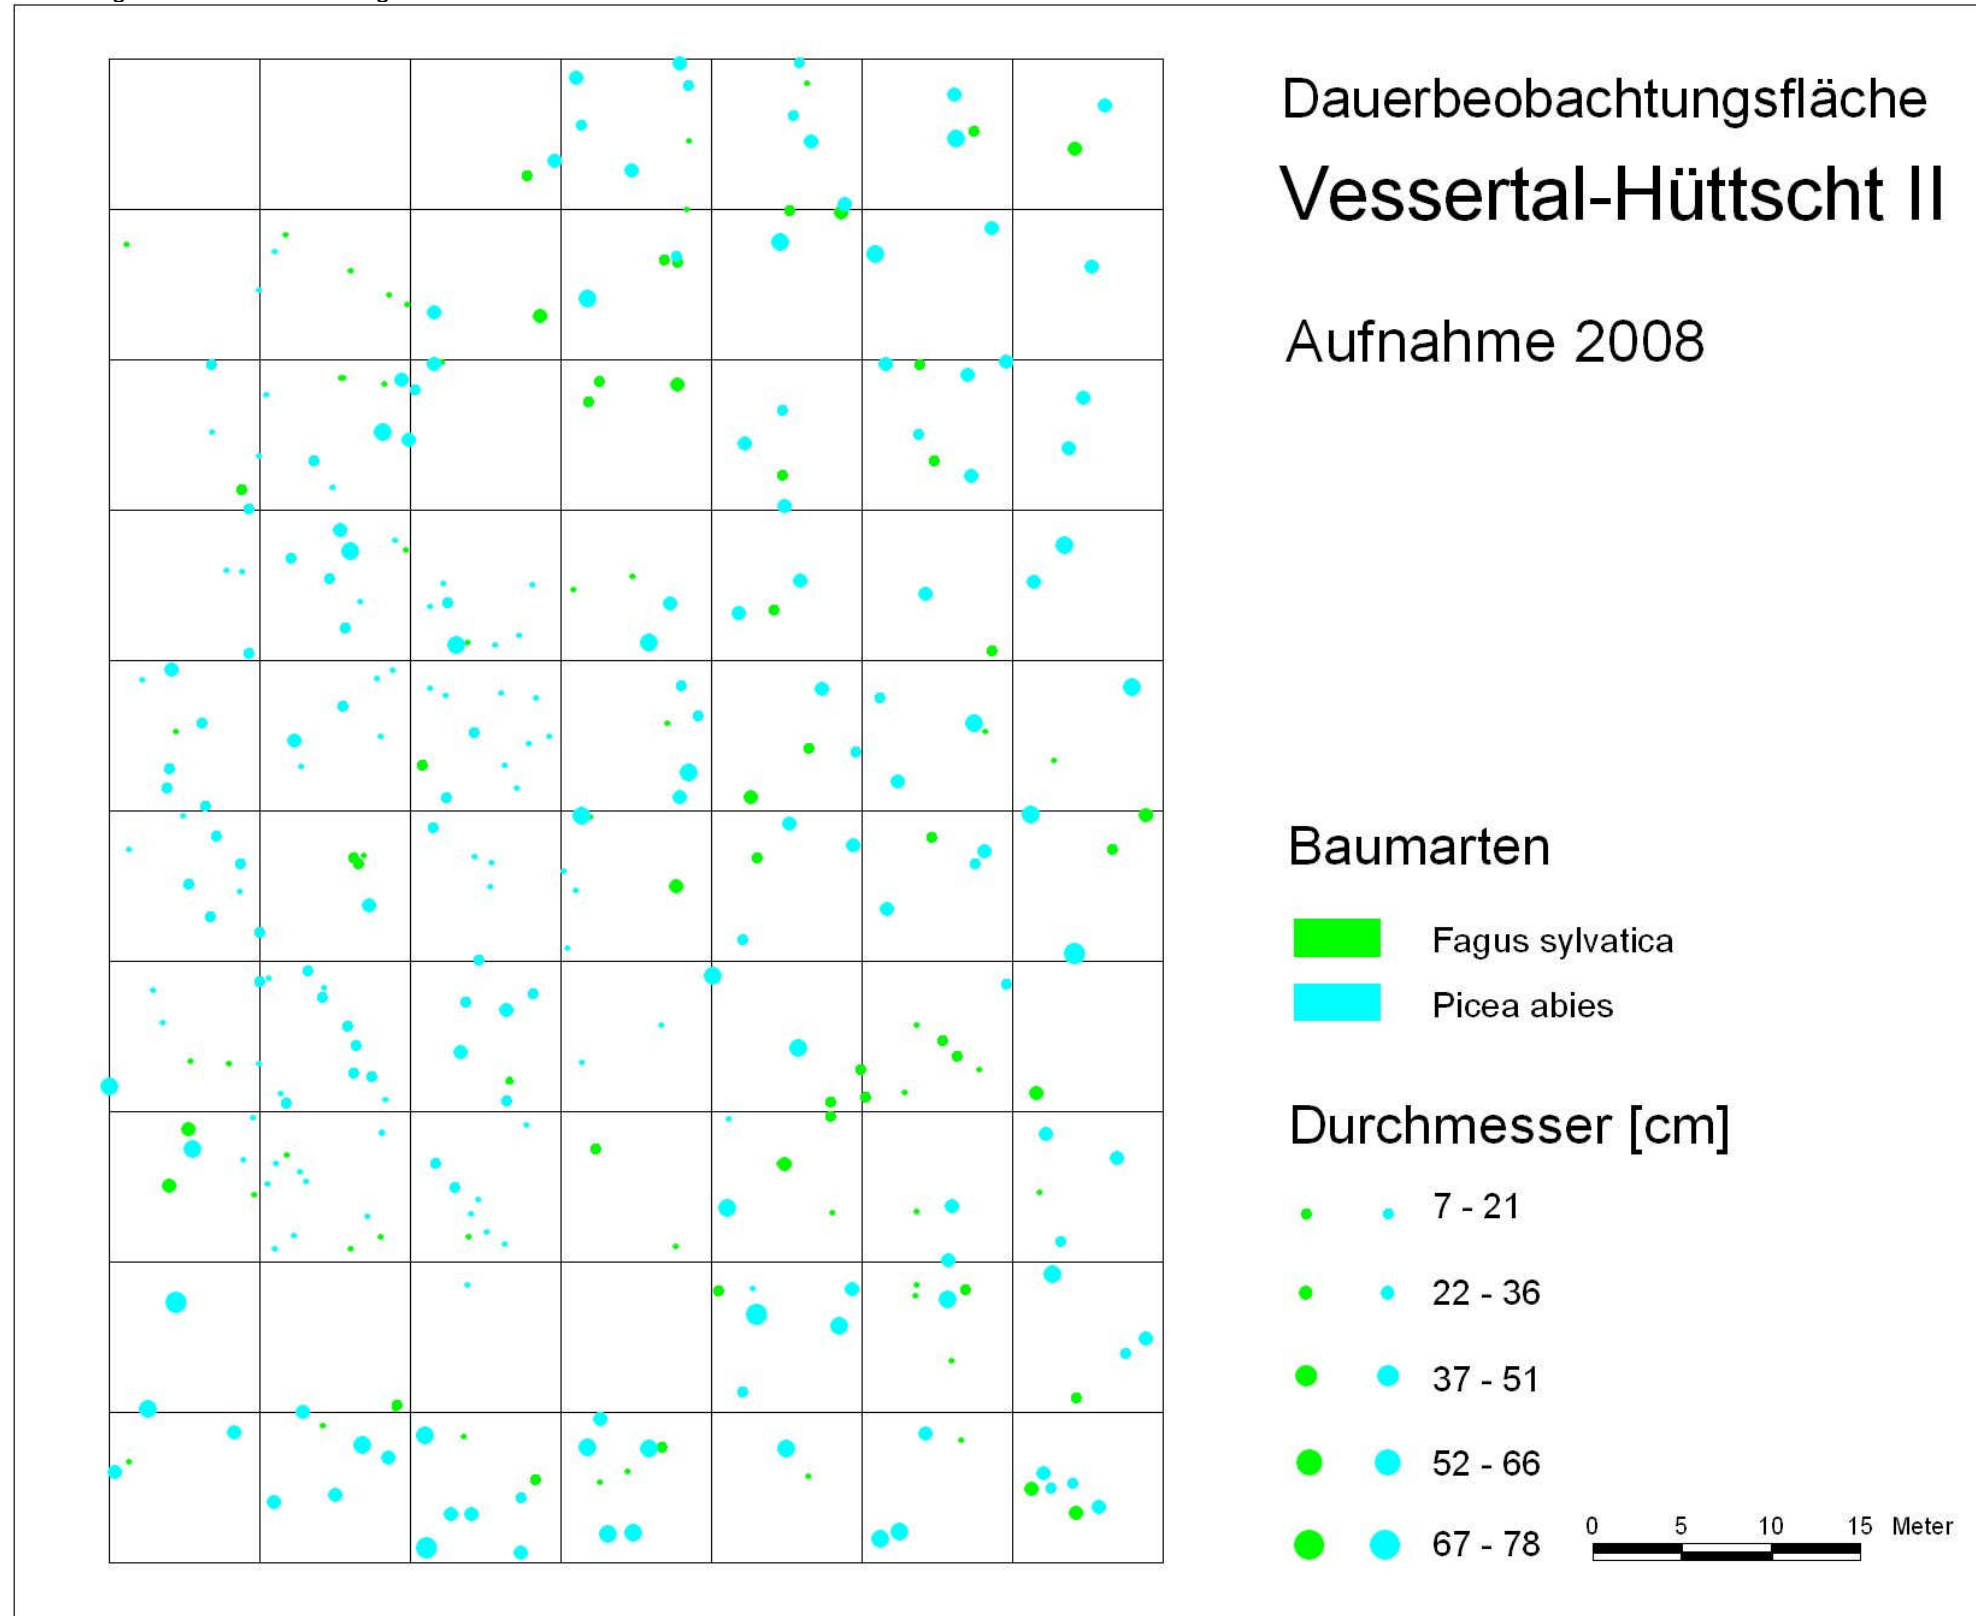 Dauerbeobachtungsfläche
Vessertal-Hüttscht II
Aufnahme 2008
Baumarten
Fagus sylvatica
Picea abies
Durchmesser [cm]
7 - 21
22 - 36
37 - 51
52 - 66
67 - 78
0 5 10 15 Meter